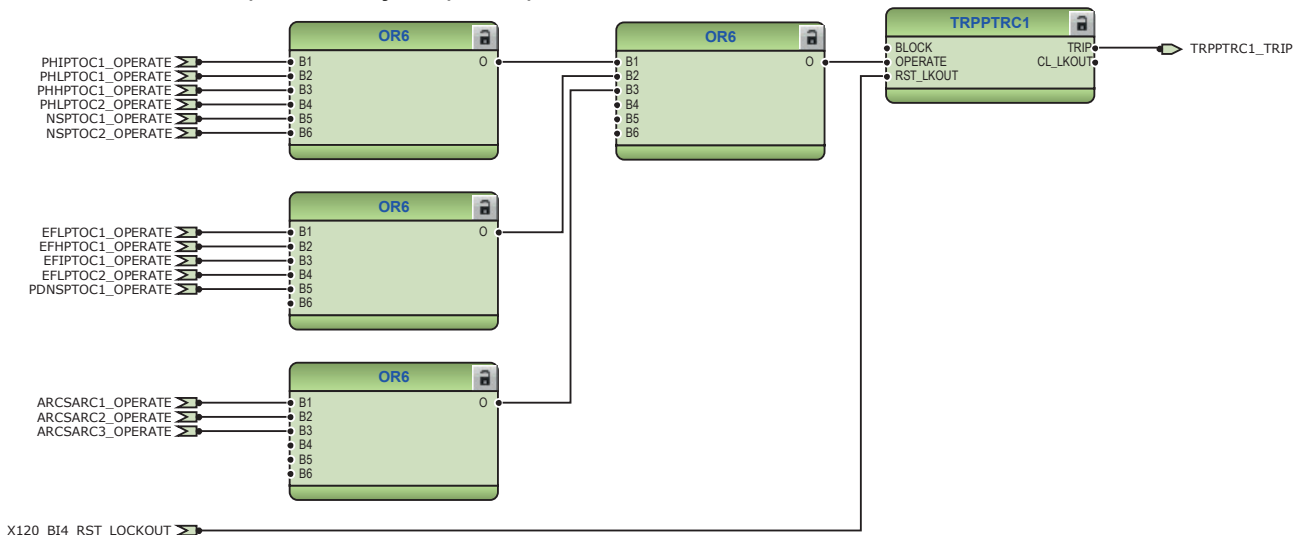 OR6
PHIPTOC1_OPERATE B1 O
PHLPTOC1_OPERATE B2
PHHPTOC1_OPERATE B3
PHLPTOC2_OPERATE B4
NSPTOC1_OPERATE B5
NSPTOC2_OPERATE B6
OR6
B1 O
B2
B3
B4
B5
B6
TRPPTRC1
BLOCK TRIP
OPERATE CL_LKOUT
RST_LKOUT
TRPPTRC1_TRIP
OR6
EFLPTOC1_OPERATE B1 O
EFHPTOC1_OPERATE B2
EFIPTOC1_OPERATE B3
EFLPTOC2_OPERATE B4
PDNSPTOC1_OPERATE B5
B6
OR6
ARCSARC1_OPERATE B1 O
ARCSARC2_OPERATE B2
ARCSARC3_OPERATE B3
B4
B5
B6
X120_BI4_RST_LOCKOUT